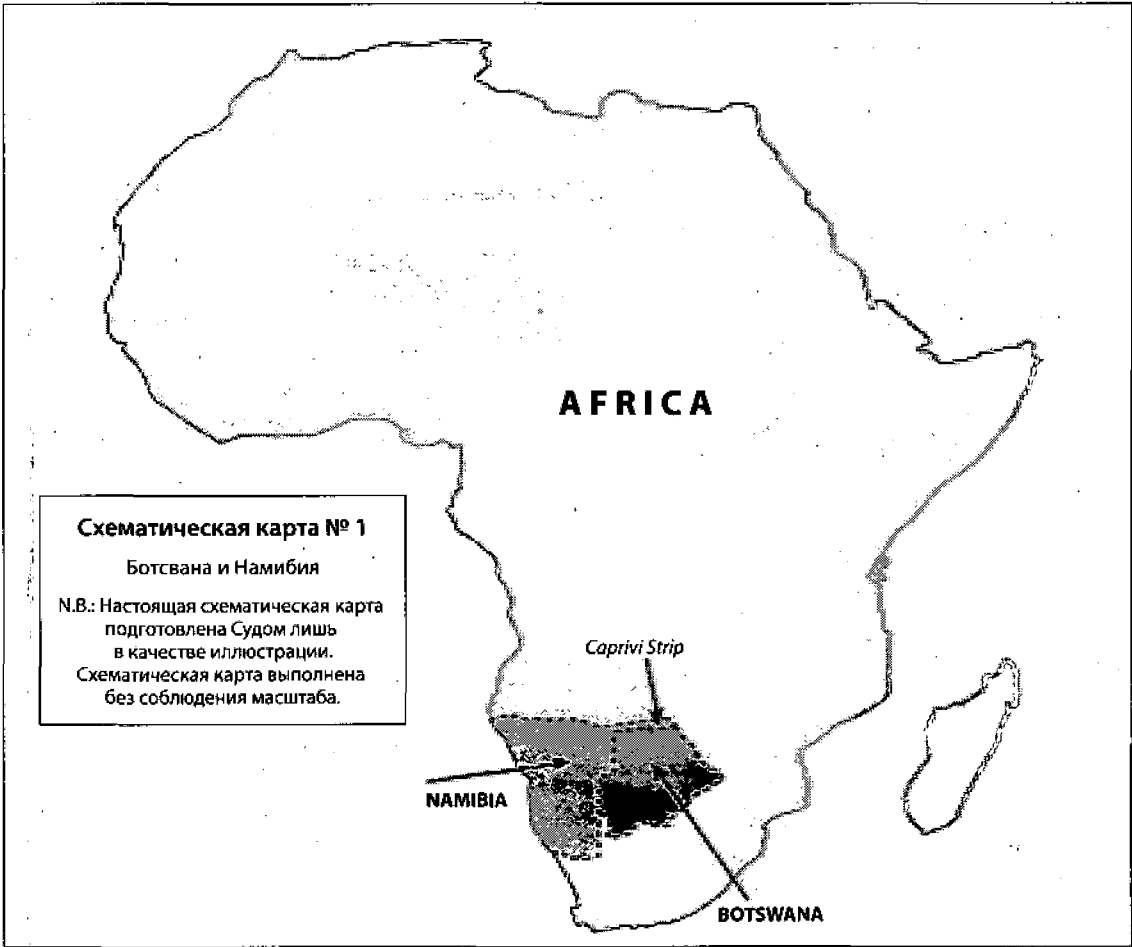 AFRICA
Схематическая карта № 1
Ботсвана и Намибия
N.B.: Настоящая схематическая карта
подготовлена Судом лишь
в качестве иллюстрации.
Схематическая карта выполнена
без соблюдения масштаба.
Caprivi Strip
NAMIBIA
BOTSWANA